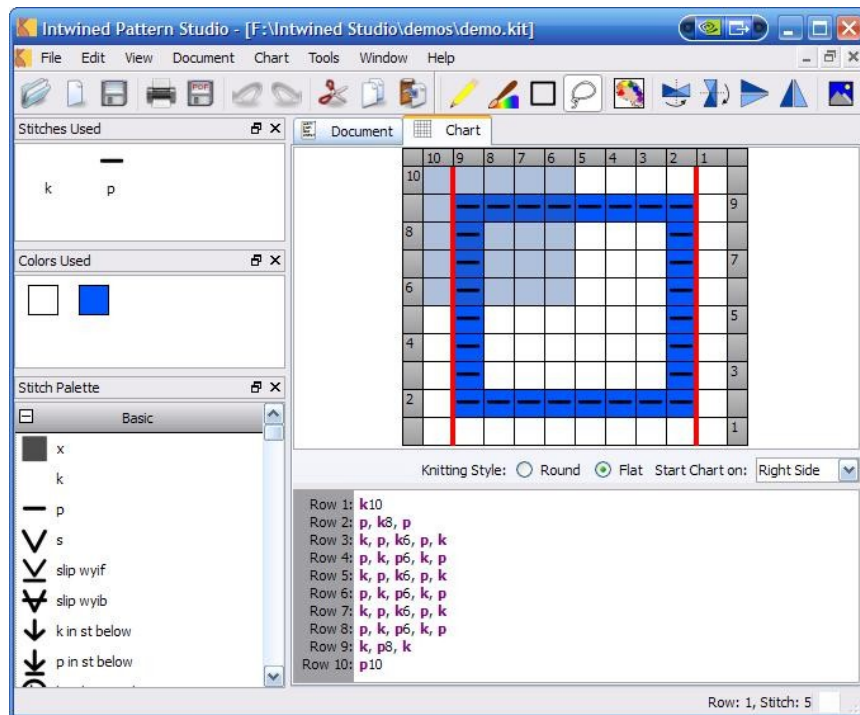 Intwined Pattern Studio - [F:\Intwined Studio\demos\demo.kit]
File Edit View Document Chart Tools Window Help
PDF
Stitches Used
k p
Colors Used
Stitch Palette
Basic
x
k
p
s
slip wyif
slip wyib
k in st below
p in st below
Document Chart
10 9 8 7 6 5 4 3 2 1
10
9
8
7
6
5
4
3
2
1
Knitting Style: Round Flat Start Chart on: Right Side
Row 1: k10
Row 2: p, k8, p
Row 3: k, p, k6, p, k
Row 4: p, k, p6, k, p
Row 5: k, p, k6, p, k
Row 6: p, k, p6, k, p
Row 7: k, p, k6, p, k
Row 8: p, k, p6, k, p
Row 9: k, p8, k
Row 10: p10
Row: 1, Stitch: 5